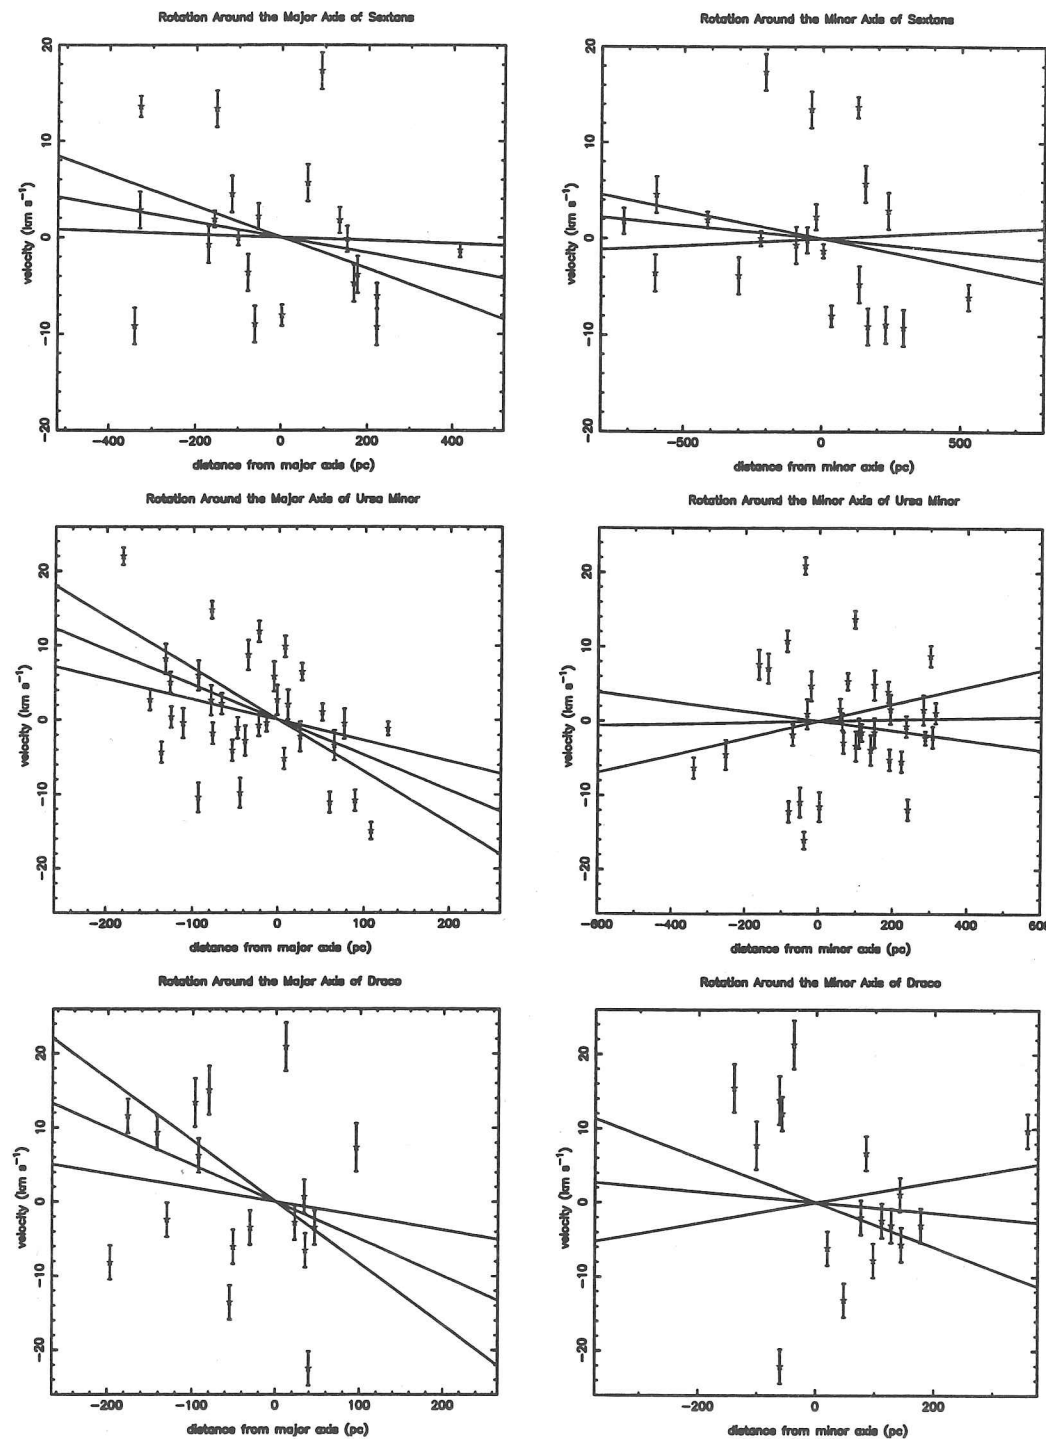 Rotation Around the Major Axis of Sextans
20
10
0
−10
−20
velocity (km s⁻¹)
−400 −200 0 200 400
distance from major axis (pc)
Rotation Around the Minor Axis of Sextans
20
10
0
−10
−20
velocity (km s⁻¹)
−500 0 500
distance from minor axis (pc)
Rotation Around the Major Axis of Ursa Minor
20
10
0
−10
−20
velocity (km s⁻¹)
−200 −100 0 100 200
distance from major axis (pc)
Rotation Around the Minor Axis of Ursa Minor
20
10
0
−10
−20
velocity (km s⁻¹)
−600 −400 −200 0 200 400 600
distance from minor axis (pc)
Rotation Around the Major Axis of Draco
20
10
0
−10
−20
velocity (km s⁻¹)
−200 −100 0 100 200
distance from major axis (pc)
Rotation Around the Minor Axis of Draco
20
10
0
−10
−20
velocity (km s⁻¹)
−200 0 200
distance from minor axis (pc)